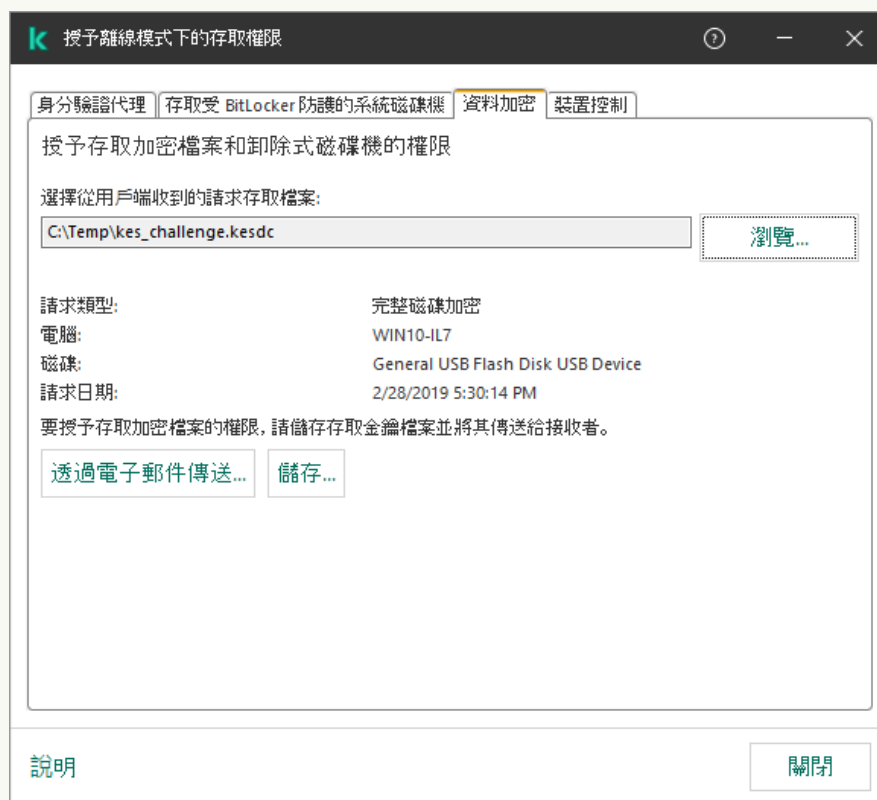 授予離線模式下的存取權限
身分驗證代理 存取受 BitLocker 防護的系統磁碟機 資料加密 裝置控制
授予存取加密檔案和卸除式磁碟機的權限
選擇從用戶端收到的請求存取檔案:
C:\Temp\kes_challenge.kesdc 瀏覽...
請求類型: 完整磁碟加密
電腦: WIN10-IL7
磁碟: General USB Flash Disk USB Device
請求日期: 2/28/2019 5:30:14 PM
要授予存取加密檔案的權限, 請儲存存取金鑰檔案並將其傳送給接收者。
透過電子郵件傳送... 儲存...
說明 關閉